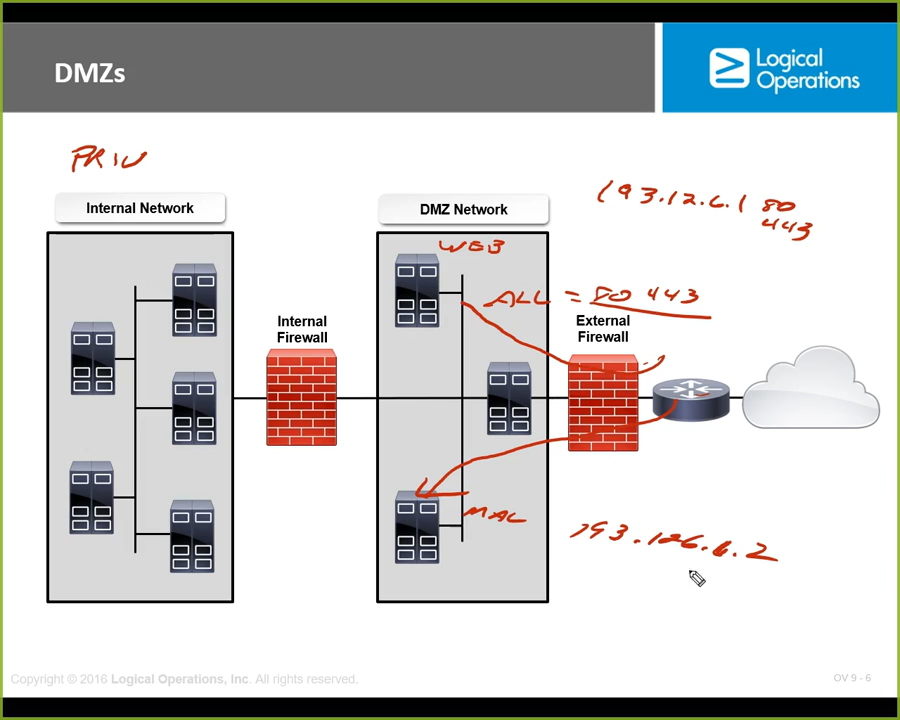 DMZs
Logical
Operations
PRIV
Internal Network
DMZ Network
193.12.6.1 80
443
WEB
ALL = 80 443
Internal
Firewall
External
Firewall
MAL
193.126.6.2
Copyright © 2016 Logical Operations, Inc. All rights reserved.
OV 9 - 6